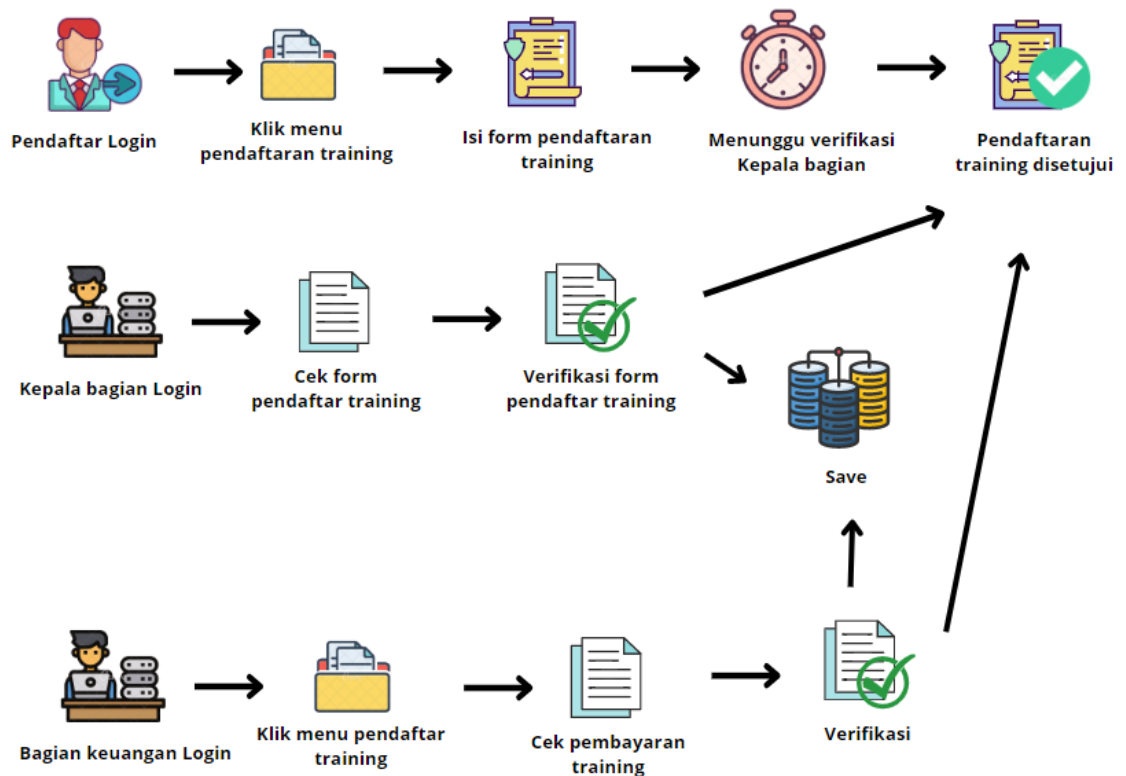 Pendaftar Login
Klik menu
pendaftaran training
Isi form pendaftaran
training
Menunggu verifikasi
Kepala bagian
Pendaftaran
training disetujui
Kepala bagian Login
Cek form
pendaftar training
Verifikasi form
pendaftar training
Save
Bagian keuangan Login
Klik menu pendaftar
training
Cek pembayaran
training
Verifikasi